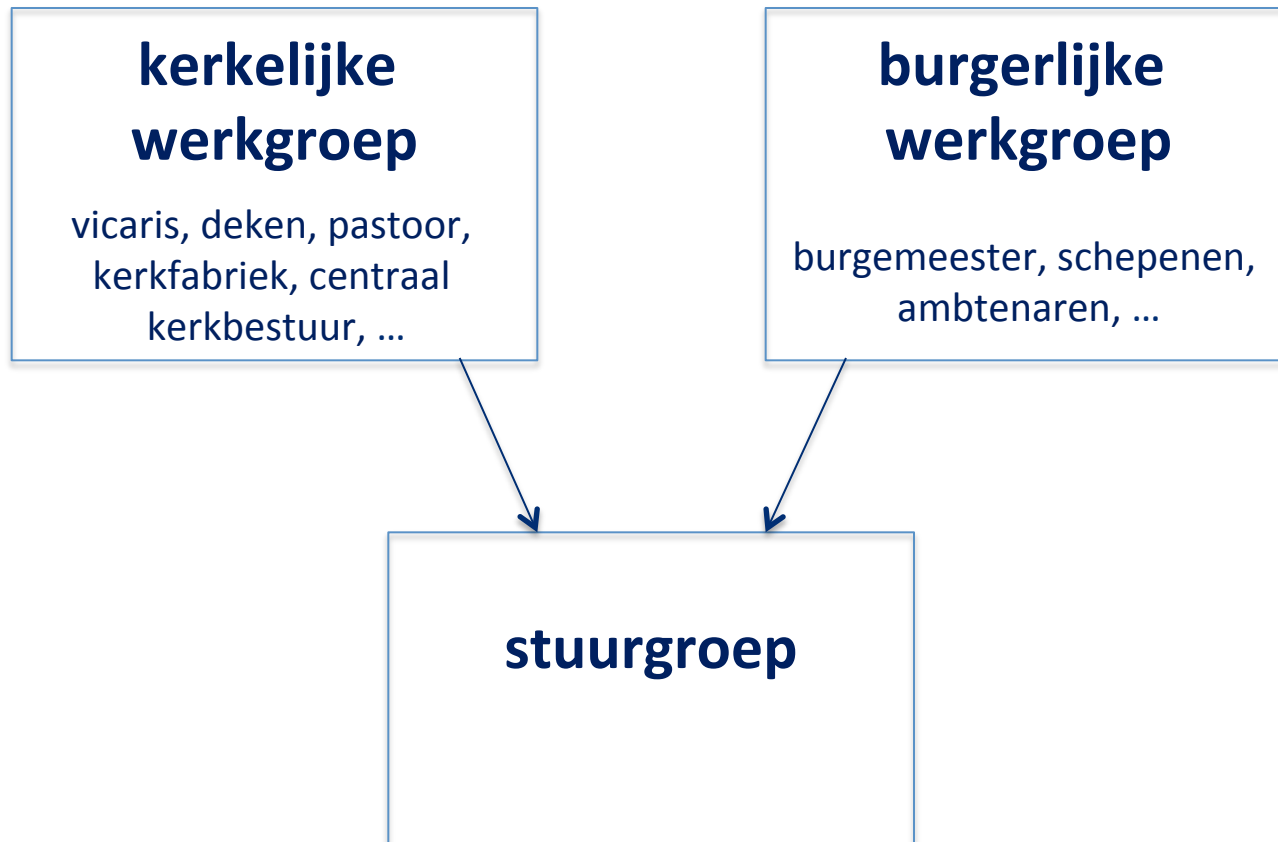 kerkelijke
werkgroep
vicaris, deken, pastoor,
kerkfabriek, centraal
kerkbestuur, ...
burgerlijke
werkgroep
burgemeester, schepenen,
ambtenaren, ...
stuurgroep